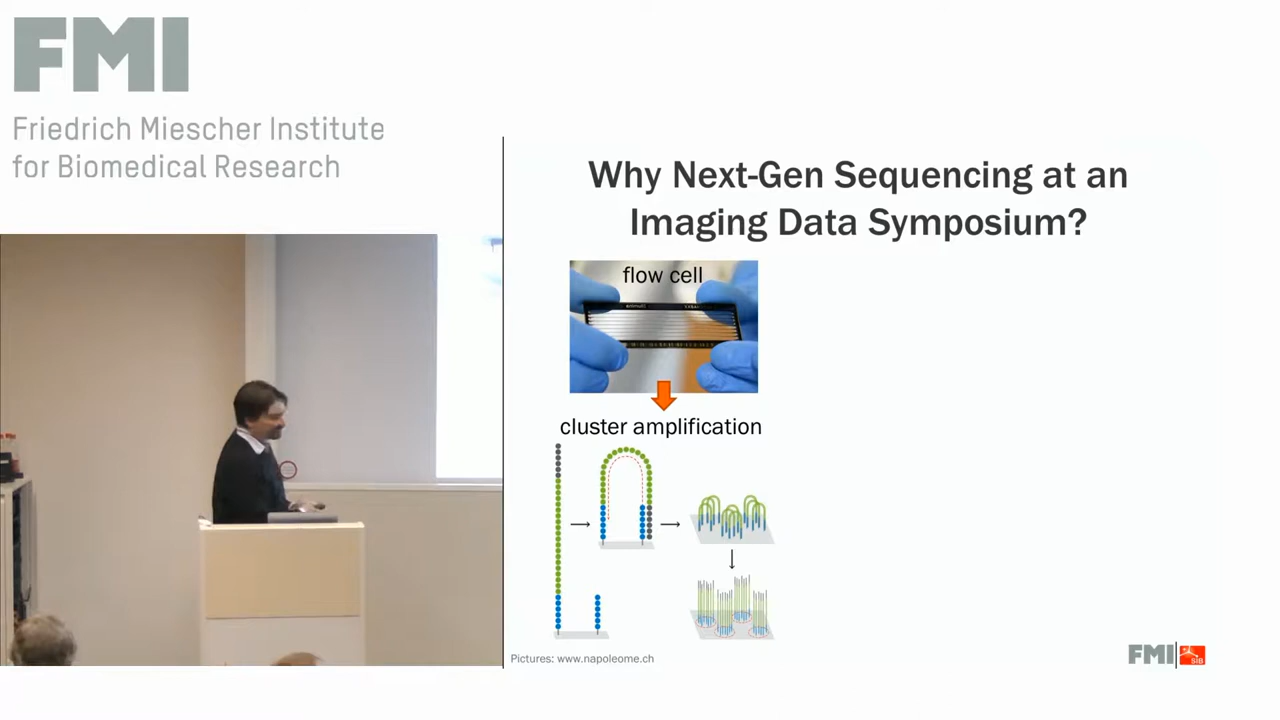 FMI
Friedrich Miescher Institute
for Biomedical Research
Why Next-Gen Sequencing at an
Imaging Data Symposium?
flow cell
cluster amplification
Pictures: www.napoleome.ch
FMI
SIB